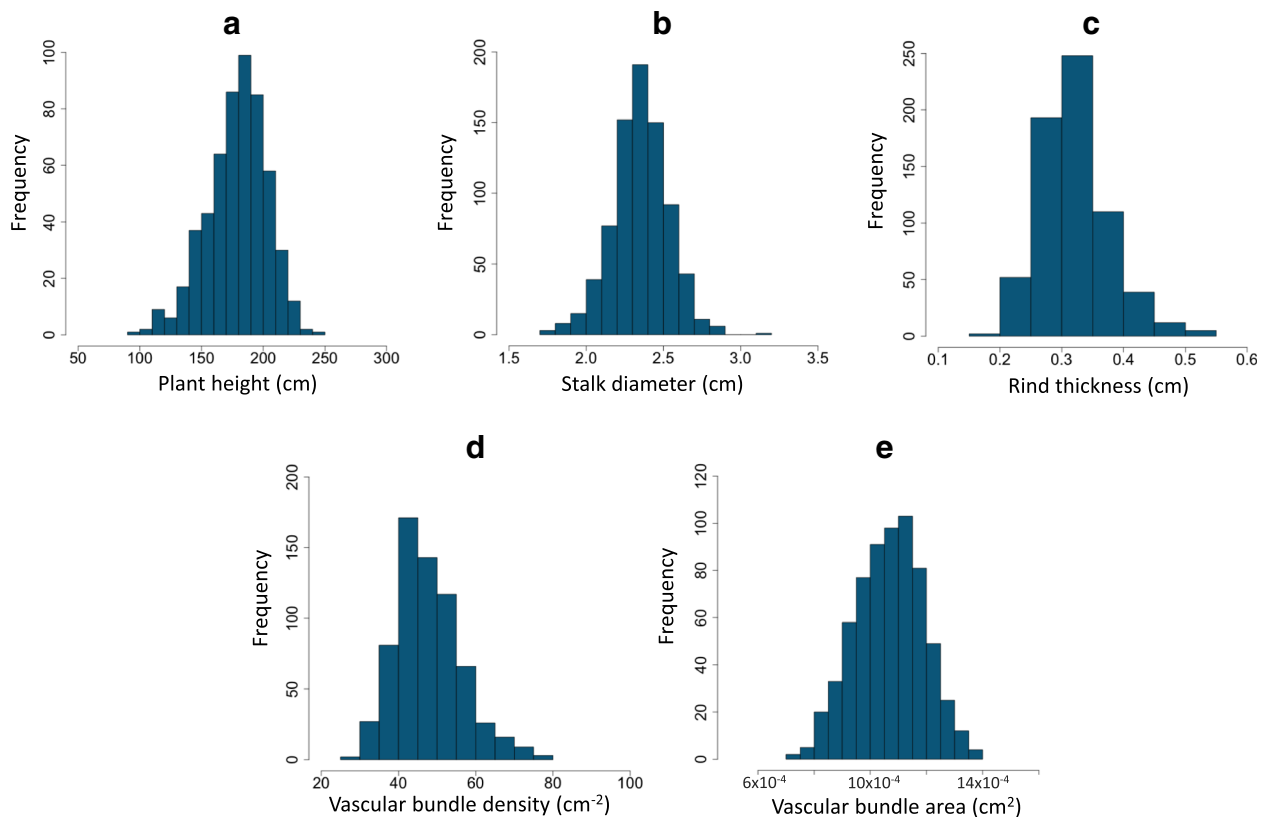 a
b
c
100
80
60
40
20
0
Frequency
50 100 150 200 250 300
Plant height (cm)
200
150
100
50
0
Frequency
1.5 2.0 2.5 3.0 3.5
Stalk diameter (cm)
250
200
150
100
50
0
Frequency
0.1 0.2 0.3 0.4 0.5 0.6
Rind thickness (cm)
d
e
200
150
100
50
0
Frequency
20 40 60 80 100
Vascular bundle density (cm⁻²)
120
100
80
60
40
20
0
Frequency
6x10⁻⁴ 10x10⁻⁴ 14x10⁻⁴
Vascular bundle area (cm²)